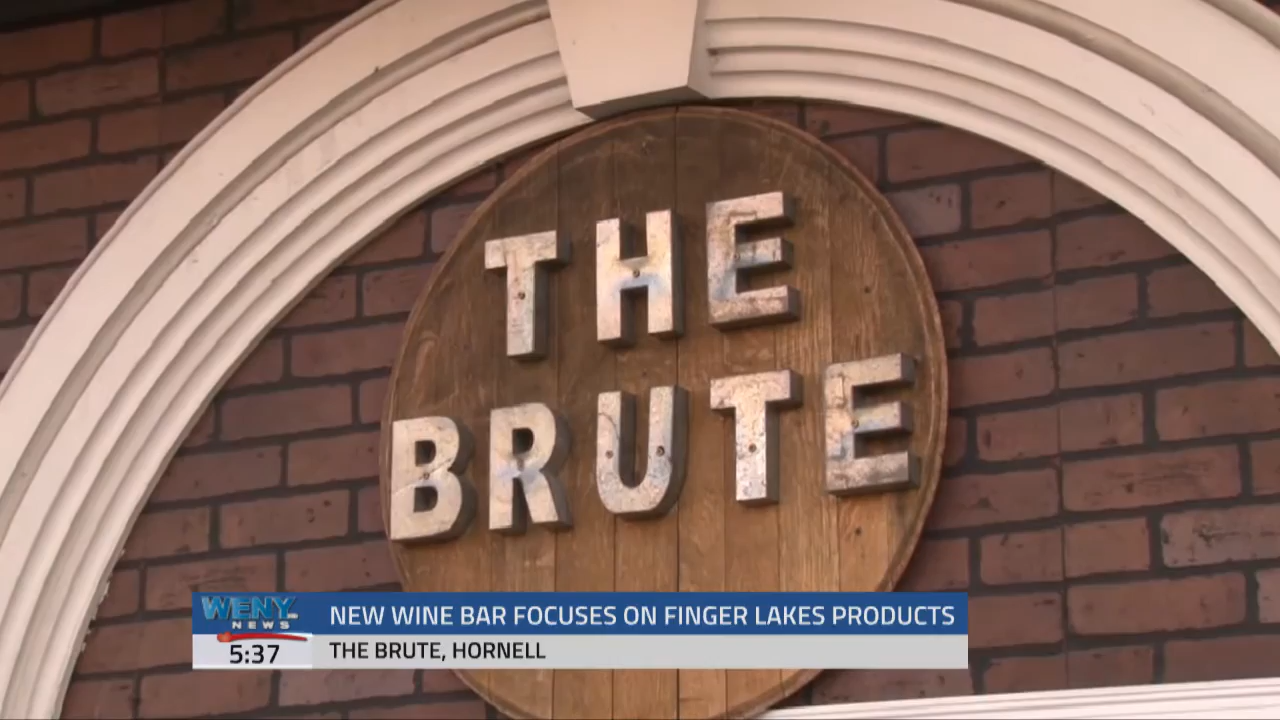 THE
BRUTE
WENY
NEWS
NEW WINE BAR FOCUSES ON FINGER LAKES PRODUCTS
5:37
THE BRUTE, HORNELL